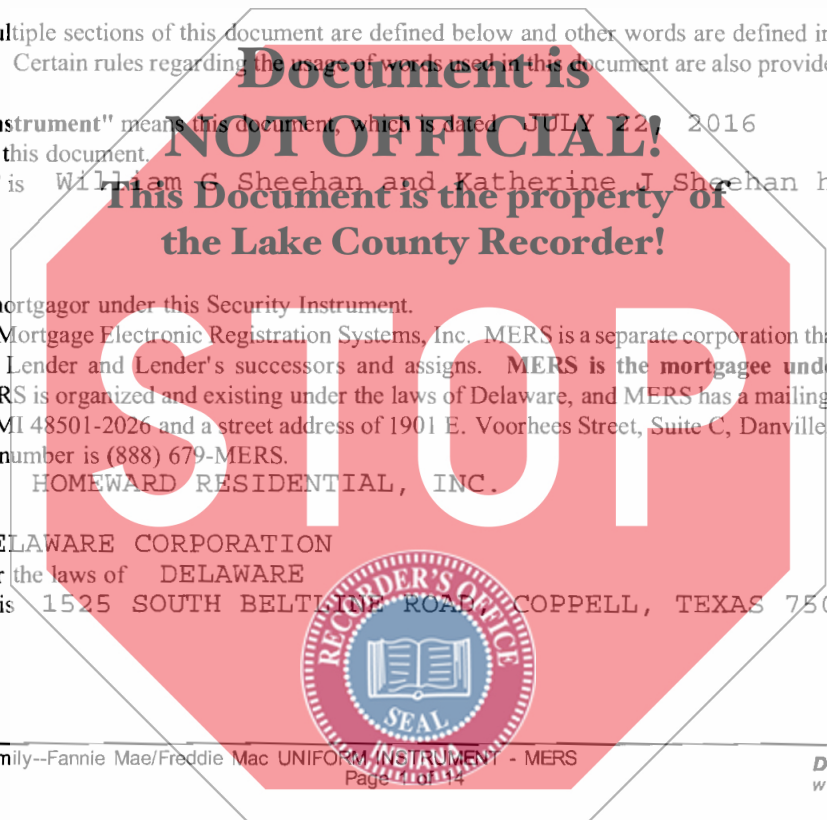 ultiple sections of this document are defined below and other words are defined in
Certain rules regarding the usage of words used in this document are also provide
Document is
strument" means this document, which is dated JULY 22, 2016
NOT OFFICIAL!
this document.
is William G Sheehan and Katherine J Sheehan h
This Document is the property of
the Lake County Recorder!
ortgagor under this Security Instrument.
STOP
Mortgage Electronic Registration Systems, Inc. MERS is a separate corporation tha
Lender and Lender's successors and assigns. MERS is the mortgagee unde
RS is organized and existing under the laws of Delaware, and MERS has a mailing
MI 48501-2026 and a street address of 1901 E. Voorhees Street, Suite C, Danville
number is (888) 679-MERS.
HOMEWARD RESIDENTIAL, INC.
ELAWARE CORPORATION
r the laws of DELAWARE
is 1525 SOUTH BELTLINE ROAD, COPPELL, TEXAS 750
RECORDER'S OFFICE
SEAL
INDIANA
mily--Fannie Mae/Freddie Mac UNIFORM INSTRUMENT - MERS
Page 1 of 14
D
w